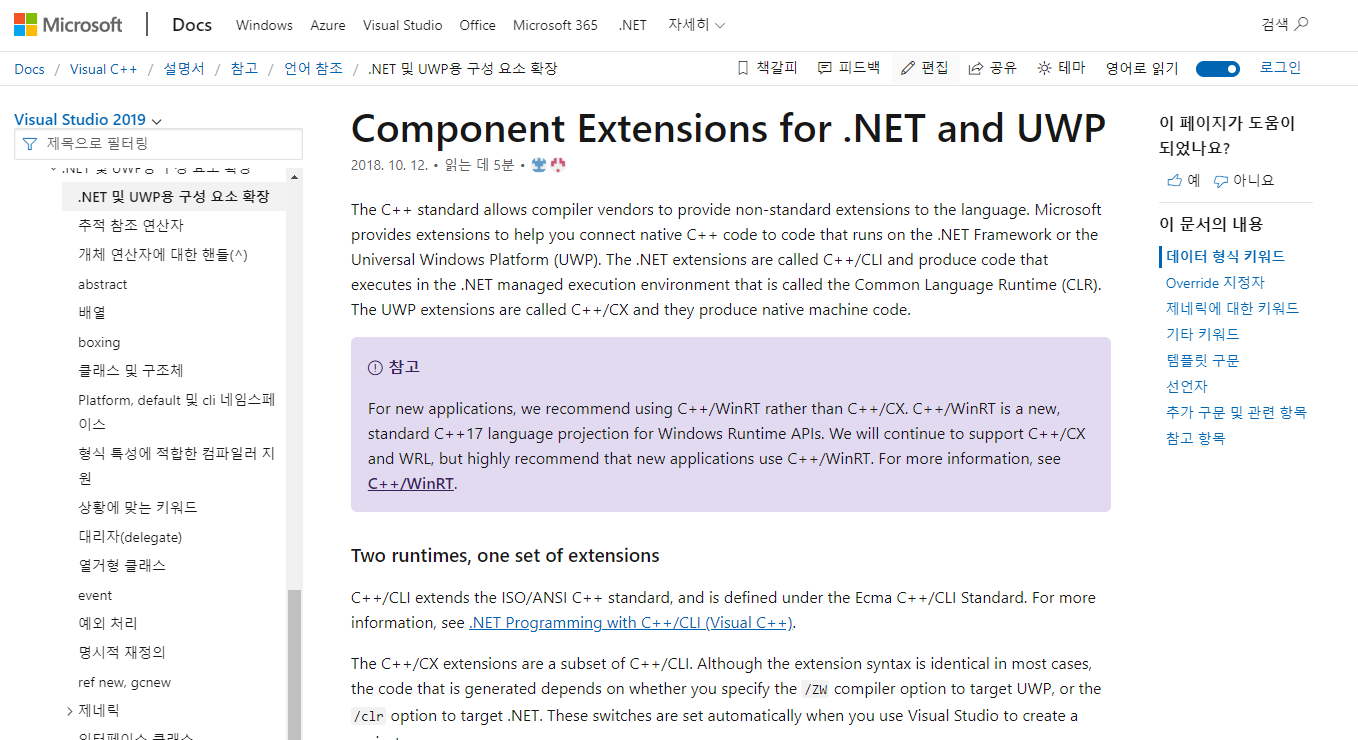 Microsoft
Docs
Windows Azure Visual Studio Office Microsoft 365 .NET 자세히
검색
Docs / Visual C++ / 설명서 / 참고 / 언어 참조 / .NET 및 UWP용 구성 요소 확장
책갈피 피드백 편집 공유 테마 영어로 읽기 로그인
Visual Studio 2019
제목으로 필터링
.NET 및 UWP용 구성 요소 확장
.NET 및 UWP용 구성 요소 확장
추적 참조 연산자
개체 연산자에 대한 핸들(^)
abstract
배열
boxing
클래스 및 구조체
Platform, default 및 cli 네임스페
이스
형식 특성에 적합한 컴파일러 지
원
상황에 맞는 키워드
대리자(delegate)
열거형 클래스
event
예외 처리
명시적 재정의
ref new, gcnew
제네릭
인터페이스 클래스
Component Extensions for .NET and UWP
2018. 10. 12. • 읽는 데 5분 •
The C++ standard allows compiler vendors to provide non-standard extensions to the language. Microsoft
provides extensions to help you connect native C++ code to code that runs on the .NET Framework or the
Universal Windows Platform (UWP). The .NET extensions are called C++/CLI and produce code that
executes in the .NET managed execution environment that is called the Common Language Runtime (CLR).
The UWP extensions are called C++/CX and they produce native machine code.
참고
For new applications, we recommend using C++/WinRT rather than C++/CX. C++/WinRT is a new,
standard C++17 language projection for Windows Runtime APIs. We will continue to support C++/CX
and WRL, but highly recommend that new applications use C++/WinRT. For more information, see
C++/WinRT.
Two runtimes, one set of extensions
C++/CLI extends the ISO/ANSI C++ standard, and is defined under the Ecma C++/CLI Standard. For more
information, see .NET Programming with C++/CLI (Visual C++).
The C++/CX extensions are a subset of C++/CLI. Although the extension syntax is identical in most cases,
the code that is generated depends on whether you specify the /ZW compiler option to target UWP, or the
/clr option to target .NET. These switches are set automatically when you use Visual Studio to create a
이 페이지가 도움이
되었나요?
예 아니요
이 문서의 내용
데이터 형식 키워드
Override 지정자
제네릭에 대한 키워드
기타 키워드
템플릿 구문
선언자
추가 구문 및 관련 항목
참고 항목